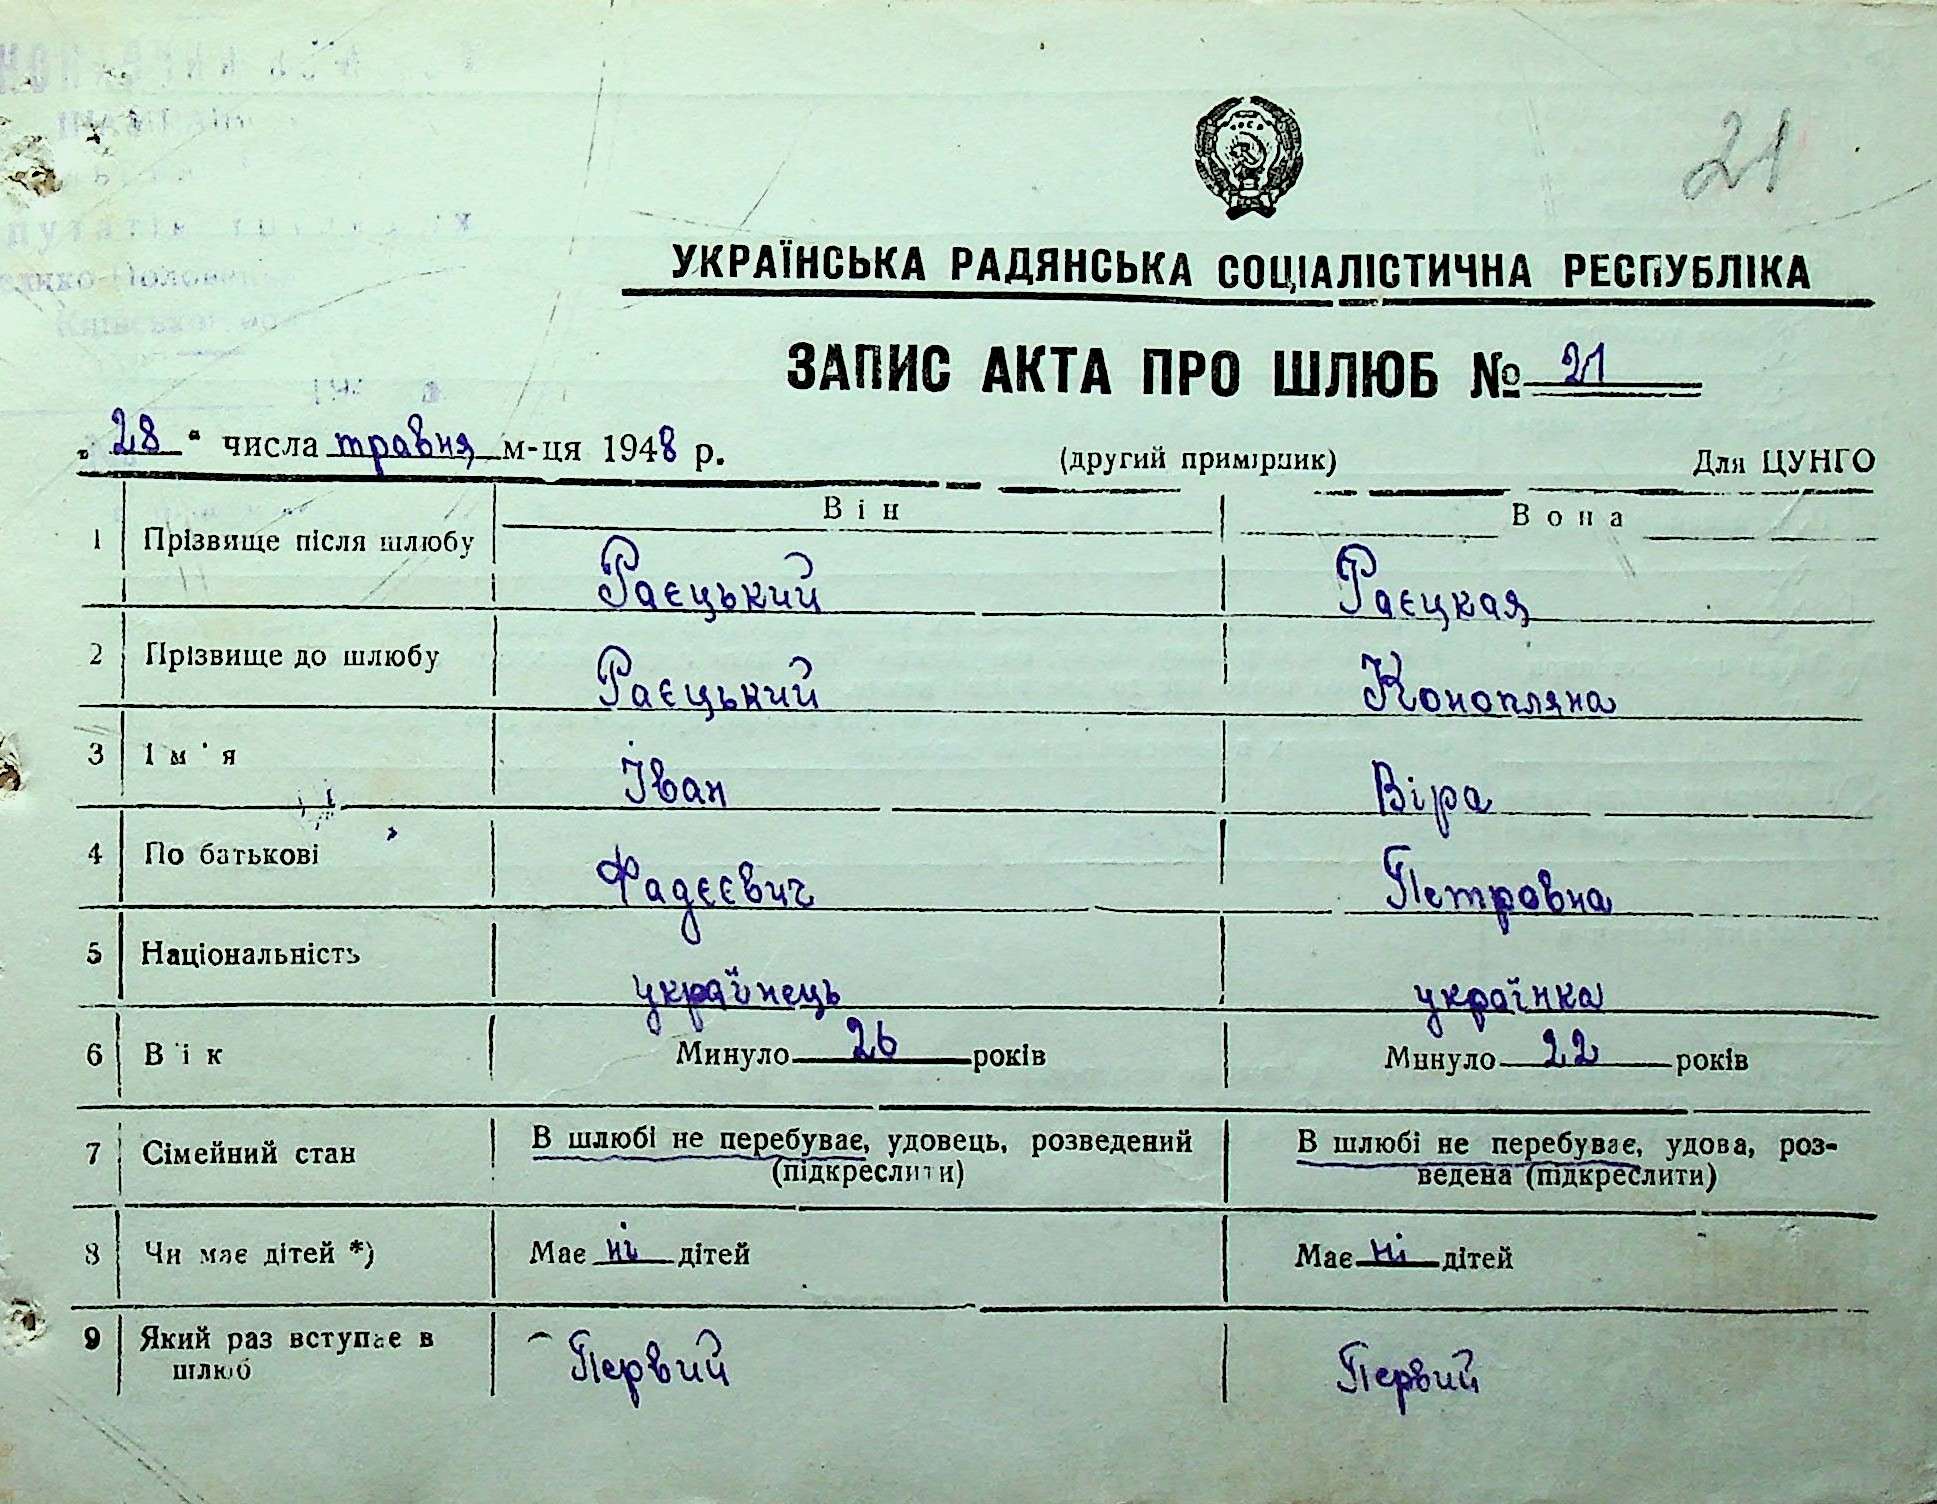 21
УКРАЇНСЬКА РАДЯНСЬКА СОЦІАЛІСТИЧНА РЕСПУБЛІКА
ЗАПИС АКТА ПРО ШЛЮБ № 21
„ 28 “ числа травня м-ця 1948 р. (другий примірник) Для ЦУНГО
Він Вона
1 Прізвище після шлюбу Раєцький Раєцкая
2 Прізвище до шлюбу Раєцький Конопляна
3 Ім'я Іван Віра
4 По батькові Фадєєвич Петровна
5 Національність українець українка
6 Вік Минуло 26 років Минуло 22 років
7 Сімейний стан В шлюбі не перебуває, удовець, розведений В шлюбі не перебуває, удова, роз-
(підкреслити) ведена (підкреслити)
8 Чи має дітей *) Має ні дітей Має ні дітей
9 Який раз вступає в Первий Первий
шлюб